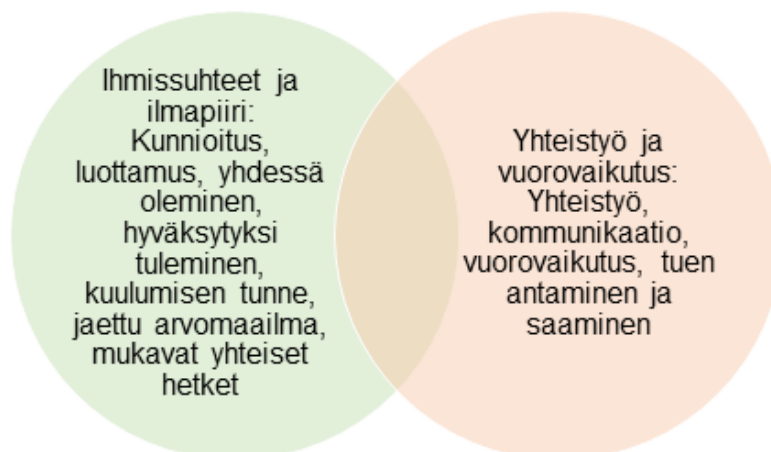 Ihmissuhteet ja
ilmapiiri:
Kunnioitus,
luottamus, yhdessä
oleminen,
hyväksytyksi
tuleminen,
kuulumisen tunne,
jaettu arvomaailma,
mukavat yhteiset
hetket
Yhteistyö ja
vuorovaikutus:
Yhteistyö,
kommunikaatio,
vuorovaikutus, tuen
antaminen ja
saaminen